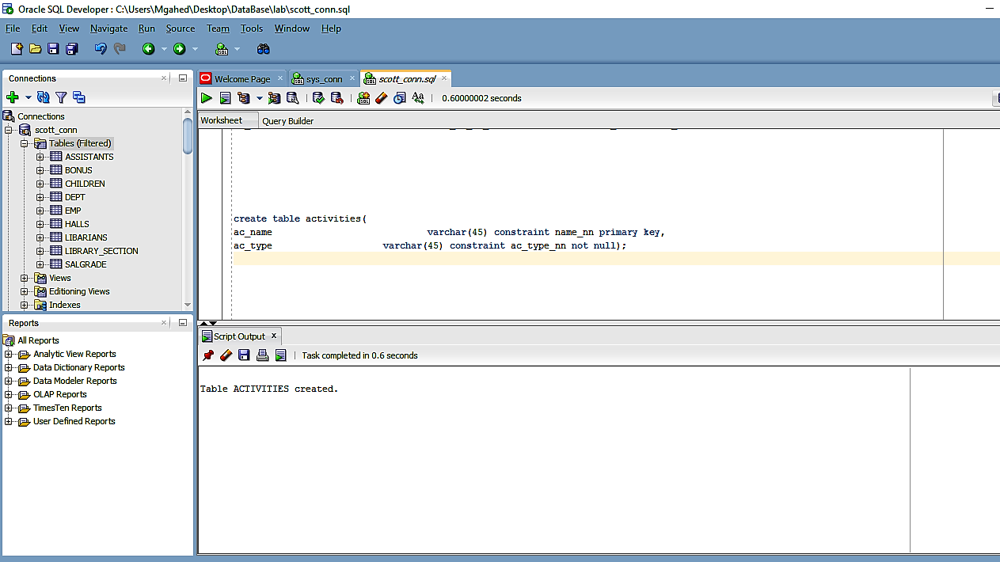 Oracle SQL Developer : C:\Users\Mgahed\Desktop\DataBase\lab\scott_conn.sql
File Edit View Navigate Run Source Team Tools Window Help
Connections
Connections
scott_conn
Tables (Filtered)
ASSISTANTS
BONUS
CHILDREN
DEPT
EMP
HALLS
LIBARIANS
LIBRARY_SECTION
SALGRADE
Views
Editioning Views
Indexes
Reports
All Reports
Analytic View Reports
Data Dictionary Reports
Data Modeler Reports
OLAP Reports
TimesTen Reports
User Defined Reports
Welcome Page sys_conn scott_conn.sql
0.60000002 seconds
Worksheet Query Builder
create table activities(
ac_name varchar(45) constraint name_nn primary key,
ac_type varchar(45) constraint ac_type_nn not null);
Script Output x
Task completed in 0.6 seconds
Table ACTIVITIES created.